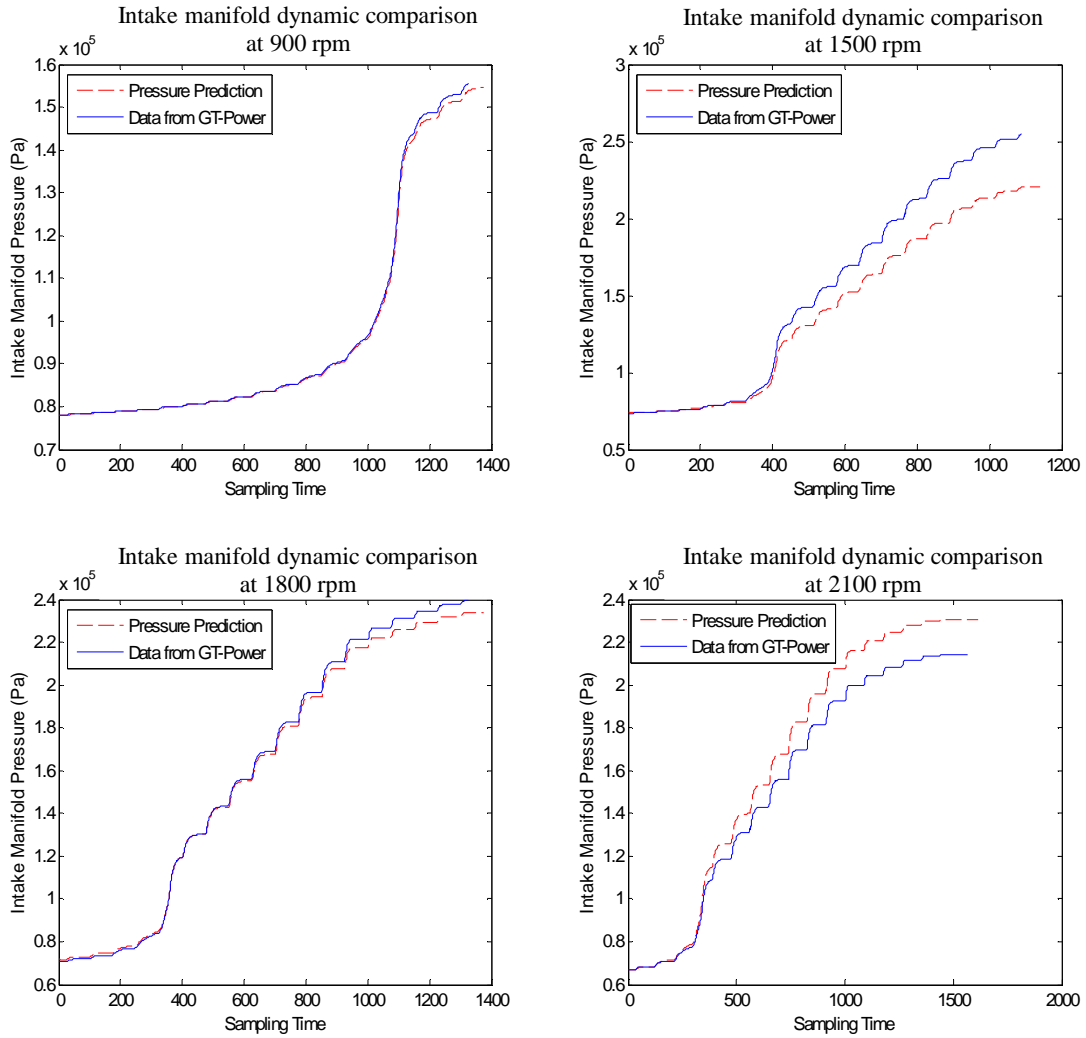 Intake manifold dynamic comparison
at 900 rpm
x 10^5
1.6
1.5
1.4
1.3
1.2
1.1
1
0.9
0.8
0.7
Pressure Prediction
Data from GT-Power
Intake Manifold Pressure (Pa)
0 200 400 600 800 1000 1200 1400
Sampling Time
Intake manifold dynamic comparison
at 1500 rpm
x 10^5
3
2.5
2
1.5
1
0.5
Pressure Prediction
Data from GT-Power
Intake Manifold Pressure (Pa)
0 200 400 600 800 1000 1200
Sampling Time
Intake manifold dynamic comparison
at 1800 rpm
x 10^5
2.4
2.2
2
1.8
1.6
1.4
1.2
1
0.8
0.6
Pressure Prediction
Data from GT-Power
Intake Manifold Pressure (Pa)
0 200 400 600 800 1000 1200 1400
Sampling Time
Intake manifold dynamic comparison
at 2100 rpm
x 10^5
2.4
2.2
2
1.8
1.6
1.4
1.2
1
0.8
0.6
Pressure Prediction
Data from GT-Power
Intake Manifold Pressure (Pa)
0 500 1000 1500 2000
Sampling Time